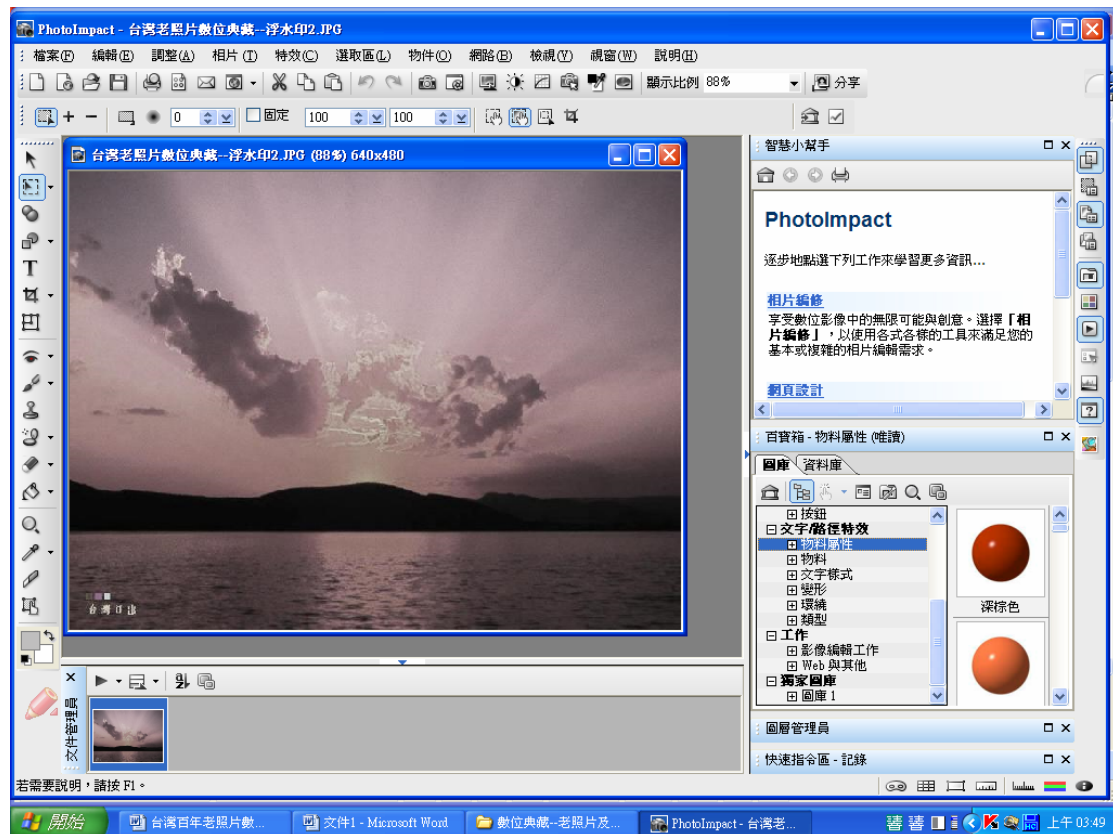 PhotoImpact - 台灣老照片數位典藏--浮水印2.JPG
檔案(F) 編輯(E) 調整(A) 相片(T) 特效(C) 選取區(L) 物件(O) 網路(B) 檢視(V) 視窗(W) 說明(H)
顯示比例 88% 分享
0 固定 100 100
台灣老照片數位典藏--浮水印2.JPG (88%) 640x480
智慧小幫手
PhotoImpact
逐步地點選下列工作來學習更多資訊...
相片編修
享受數位影像中的無限可能與創意。選擇「相
片編修」,以使用各式各樣的工具來滿足您的
基本或複雜的相片編輯需求。
網頁設計
百寶箱 - 物料屬性 (唯讀)
圖庫 資料庫
按鈕
文字/路徑特效
物料屬性
物料
文字樣式
變形
環繞
類型
工作
影像編輯工作
Web 與其他
獨家圖庫
圖庫 1
深棕色
文件管理員
圖層管理員
快速指令區 - 記錄
若需要說明,請按 F1。
開始 台灣百年老照片數... 文件1 - Microsoft Word 數位典藏--老照片及... PhotoImpact - 台灣老... 上午 03:49